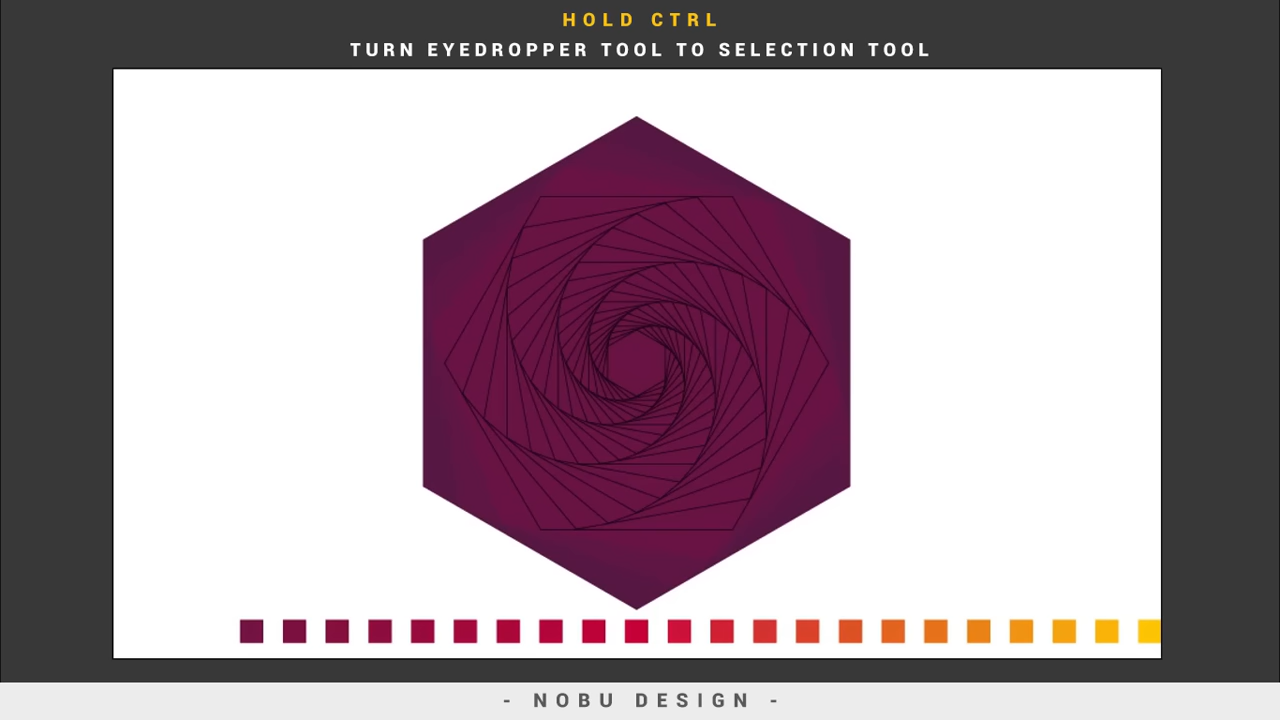 HOLD CTRL
TURN EYEDROPPER TOOL TO SELECTION TOOL
- NOBU DESIGN -